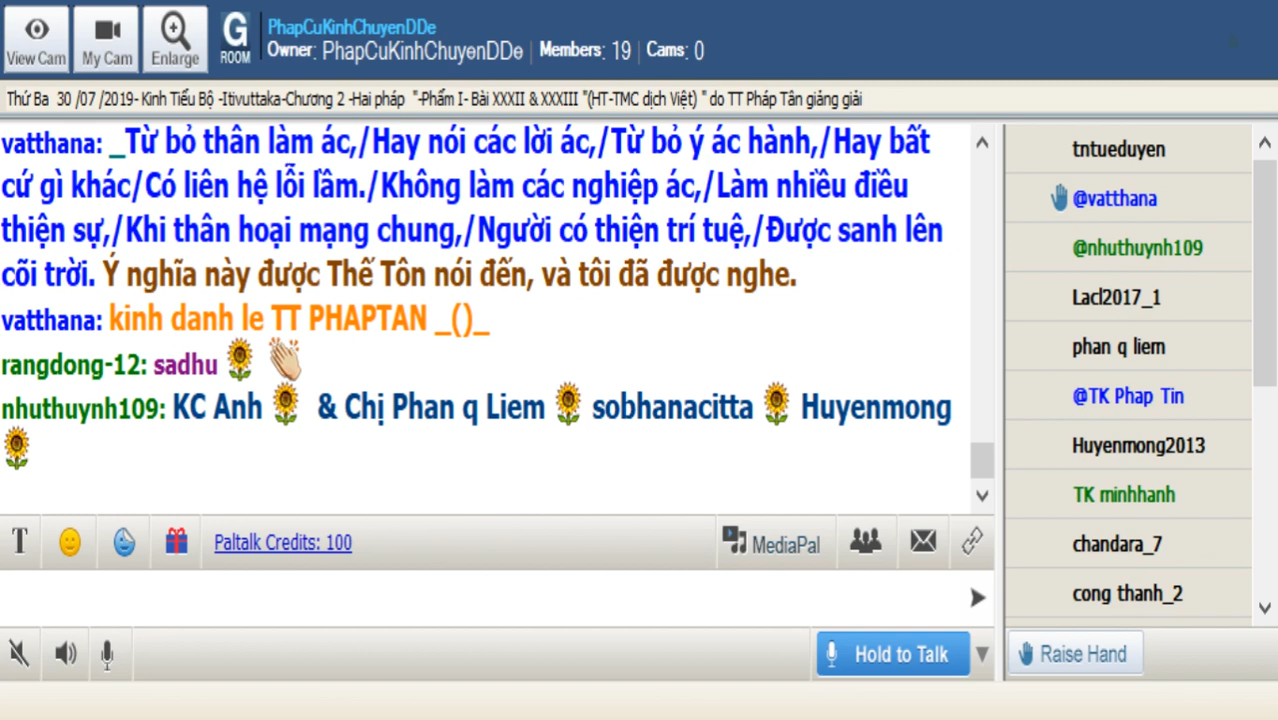 View Cam
My Cam
Enlarge
G
ROOM
PhapCuKinhChuyenDDe
Owner: PhapCuKinhChuyenDDe | Members: 19 | Cams: 0
Thứ Ba 30 /07 /2019- Kinh Tiểu Bộ -Itivuttaka-Chương 2 -Hai pháp "-Phẩm I- Bài XXXII & XXXIII "(HT-TMC dịch Việt) " do TT Pháp Tân giảng giải
vatthana: _Từ bỏ thân làm ác,/Hay nói các lời ác,/Từ bỏ ý ác hành,/Hay bất
cứ gì khác/Có liên hệ lỗi lầm./Không làm các nghiệp ác,/Làm nhiều điều
thiện sự,/Khi thân hoại mạng chung,/Người có thiện trí tuệ,/Được sanh lên
cõi trời. Ý nghĩa này được Thế Tôn nói đến, và tôi đã được nghe.
vatthana: kinh danh le TT PHAPTAN _()_
rangdong-12: sadhu
nhuthuynh109: KC Anh & Chị Phan q Liem sobhanacitta Huyenmong
tntueduyen
@vatthana
@nhuthuynh109
Lacl2017_1
phan q liem
@TK Phap Tin
Huyenmong2013
TK minhhanh
chandara_7
cong thanh_2
T
Paltalk Credits: 100
MediaPal
Hold to Talk
Raise Hand